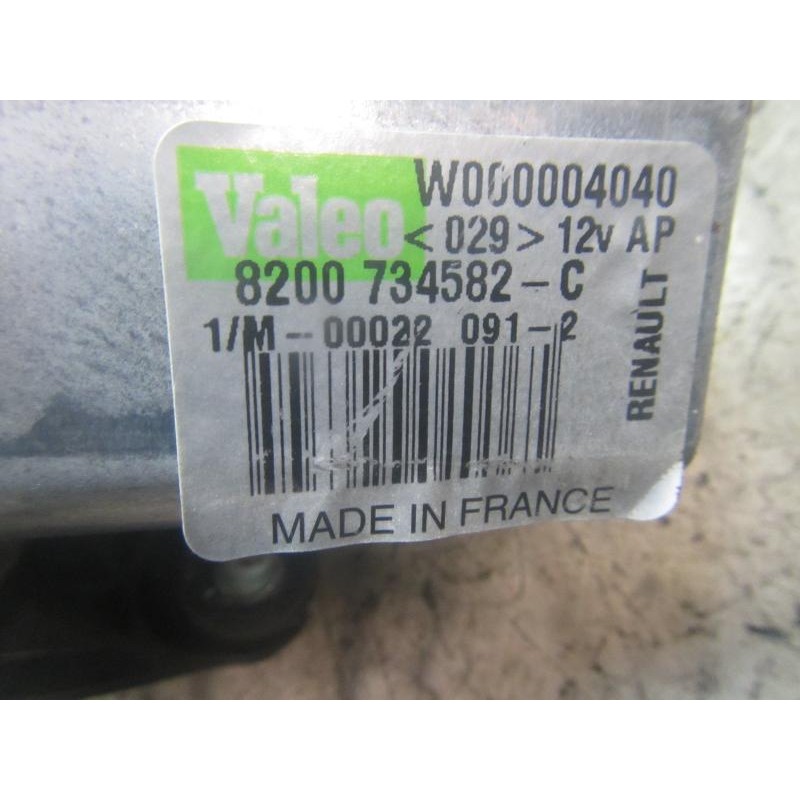 Valeo W000004040
<029> 12v AP
8200 734582-C
1/M-00022 091-2
RENAULT
MADE IN FRANCE